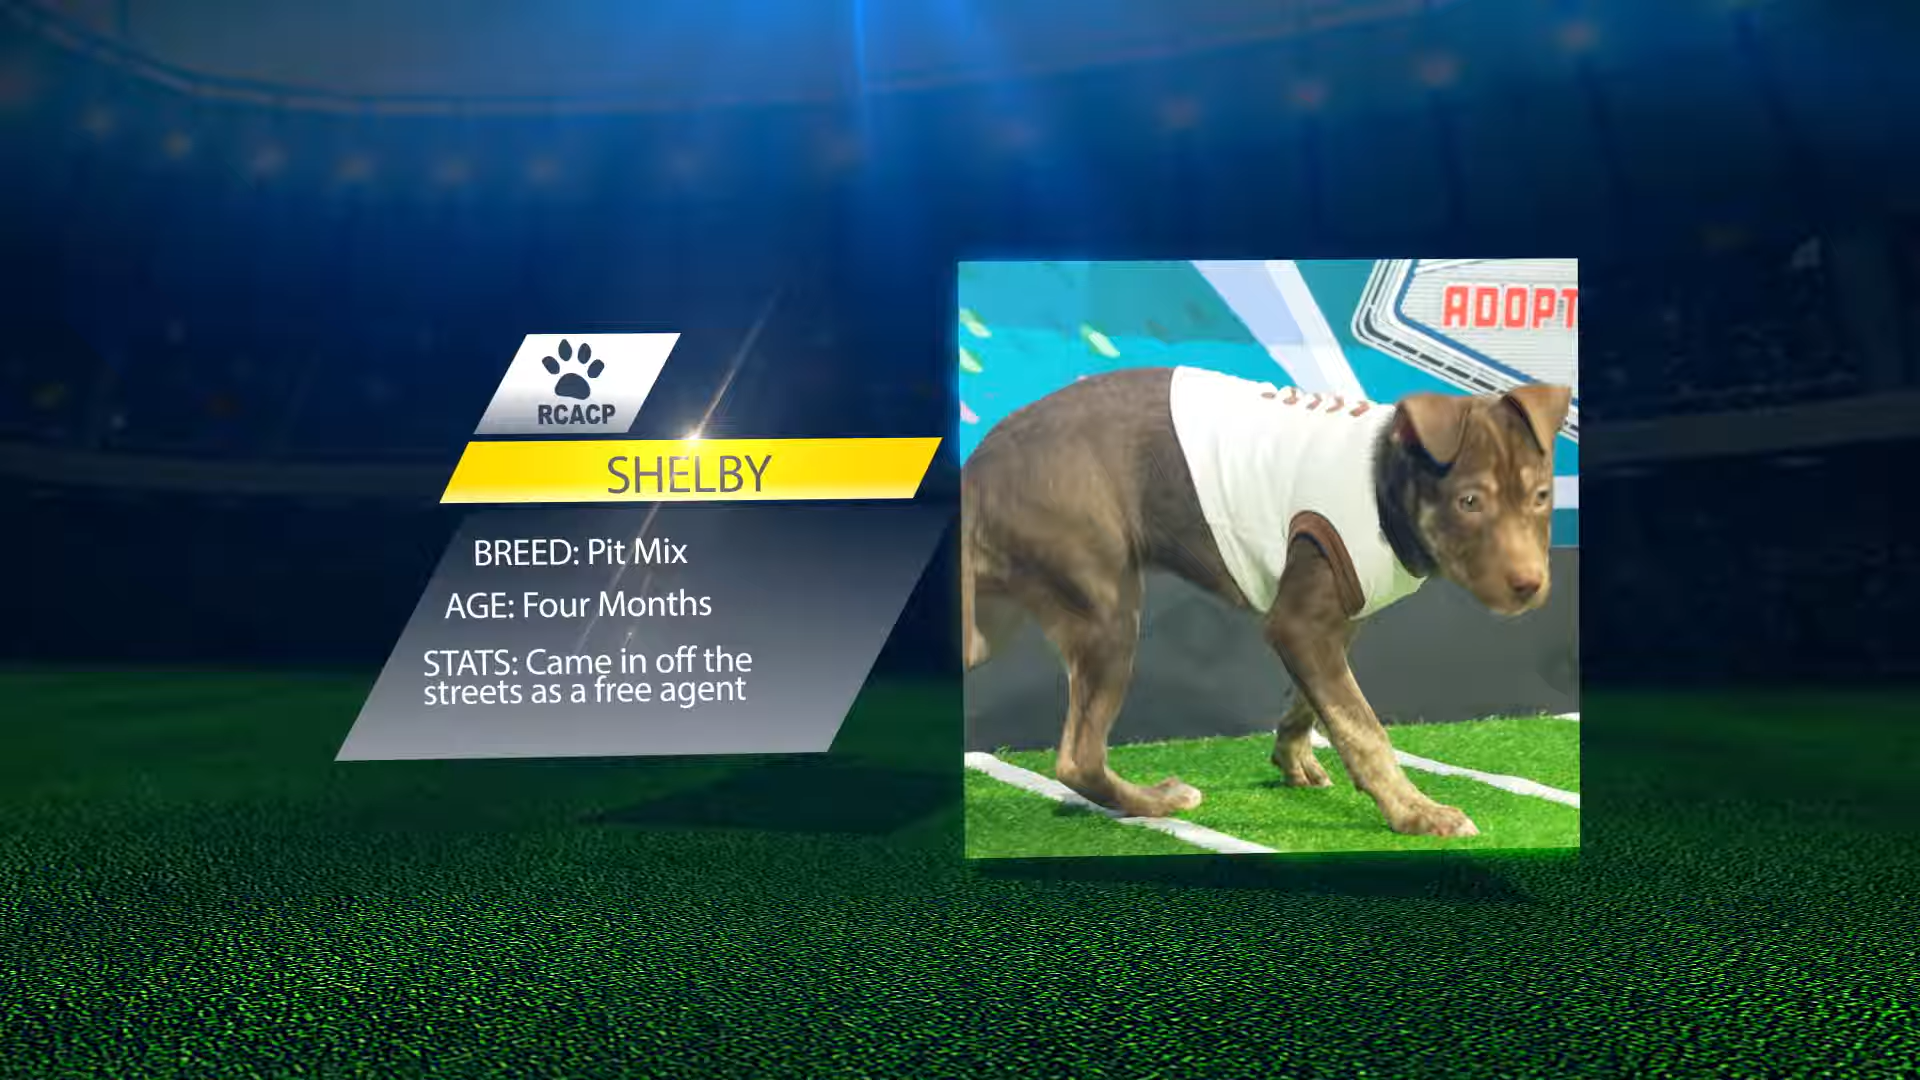 RCACP
SHELBY
BREED: Pit Mix
AGE: Four Months
STATS: Came in off the
streets as a free agent
ADOPT